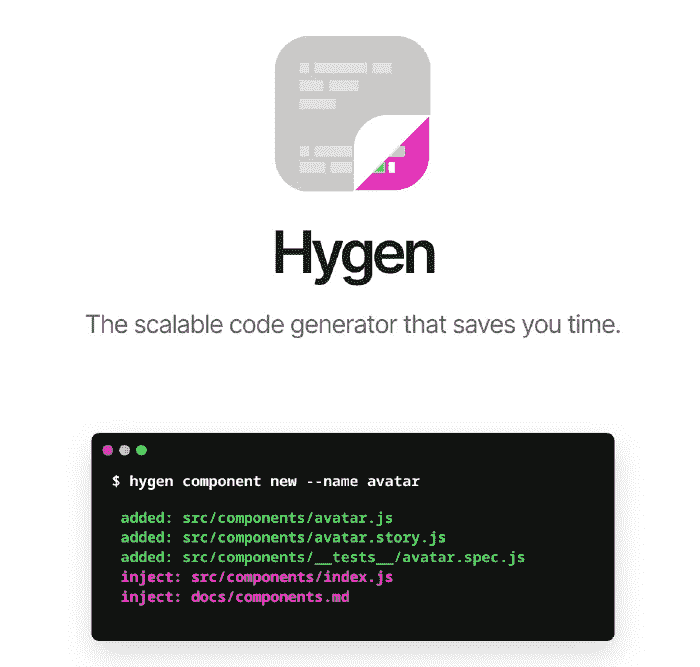 Hygen
The scalable code generator that saves you time.
$ hygen component new --name avatar
added: src/components/avatar.js
added: src/components/avatar.story.js
added: src/components/__tests__/avatar.spec.js
inject: src/components/index.js
inject: docs/components.md